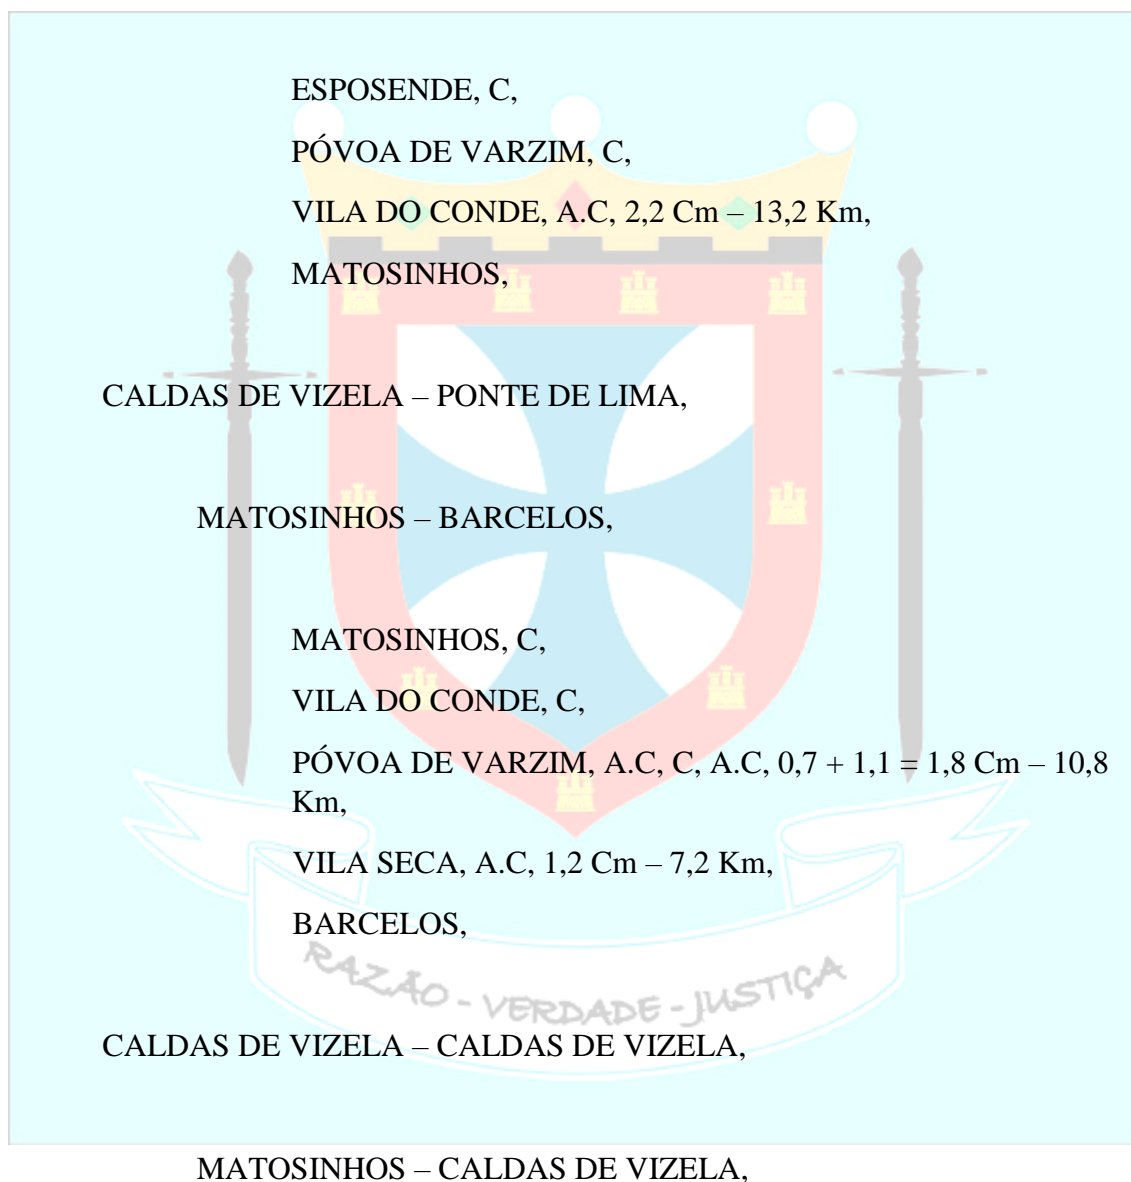 ESPOSENDE, C,
PÓVOA DE VARZIM, C,
VILA DO CONDE, A.C, 2,2 Cm – 13,2 Km,
MATOSINHOS,
CALDAS DE VIZELA – PONTE DE LIMA,
MATOSINHOS – BARCELOS,
MATOSINHOS, C,
VILA DO CONDE, C,
PÓVOA DE VARZIM, A.C, C, A.C, 0,7 + 1,1 = 1,8 Cm – 10,8
Km,
VILA SECA, A.C, 1,2 Cm – 7,2 Km,
BARCELOS,
RAZÃO - VERDADE - JUSTIÇA
CALDAS DE VIZELA – CALDAS DE VIZELA,
MATOSINHOS – CALDAS DE VIZELA,